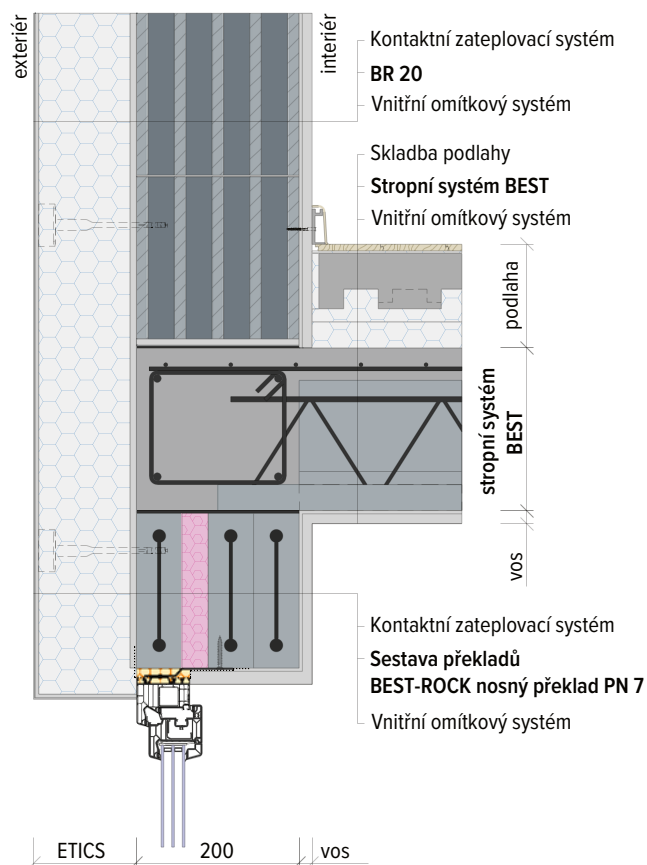 exteriér
interiér
Kontaktní zateplovací systém
BR 20
Vnitřní omítkový systém
Skladba podlahy
Stropní systém BEST
Vnitřní omítkový systém
podlaha
stropní systém
BEST
vos
Kontaktní zateplovací systém
Sestava překladů
BEST-ROCK nosný překlad PN 7
Vnitřní omítkový systém
ETICS
200
vos